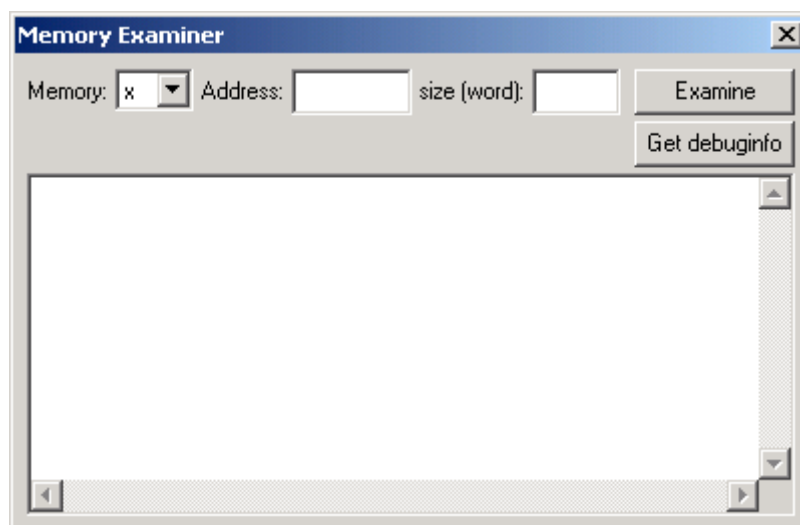 Memory Examiner
Memory: x Address: size (word): Examine
Get debuginfo